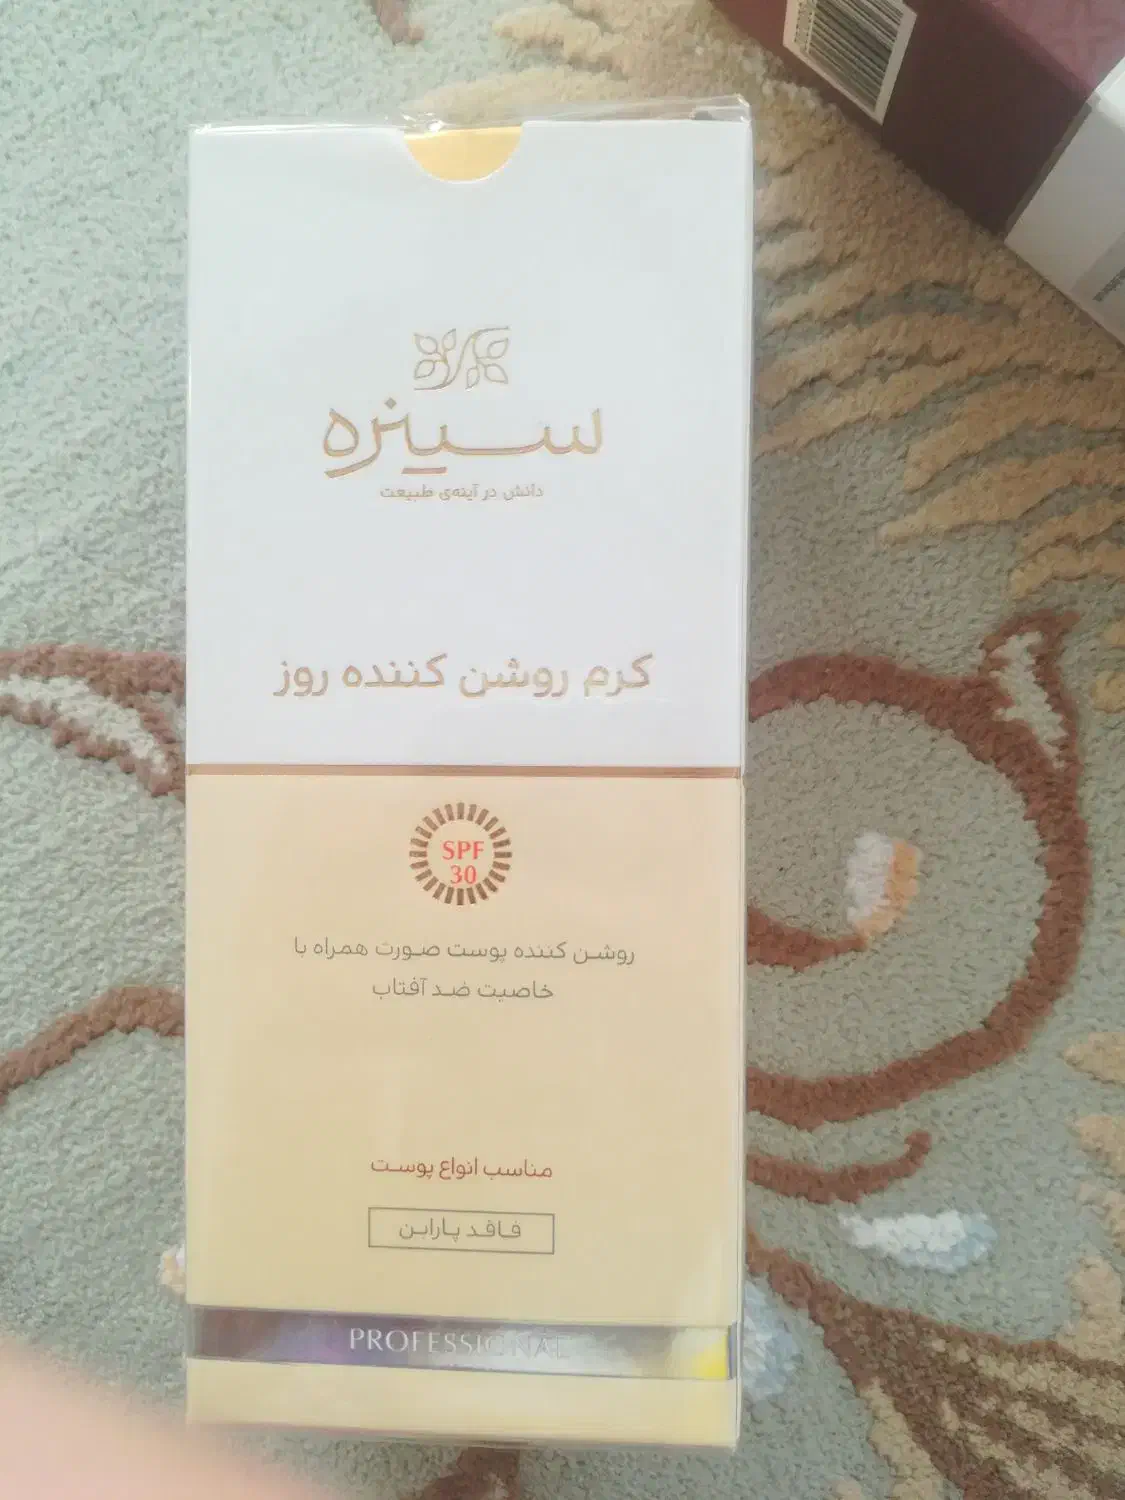 سینره
دانش در آینه‌ی طبیعت
کرم روشن کننده روز
SPF
30
روشن کننده پوست صورت همراه با
خاصیت ضد آفتاب
مناسب انواع پوست
فاقد پارابن
PROFESSIONAL